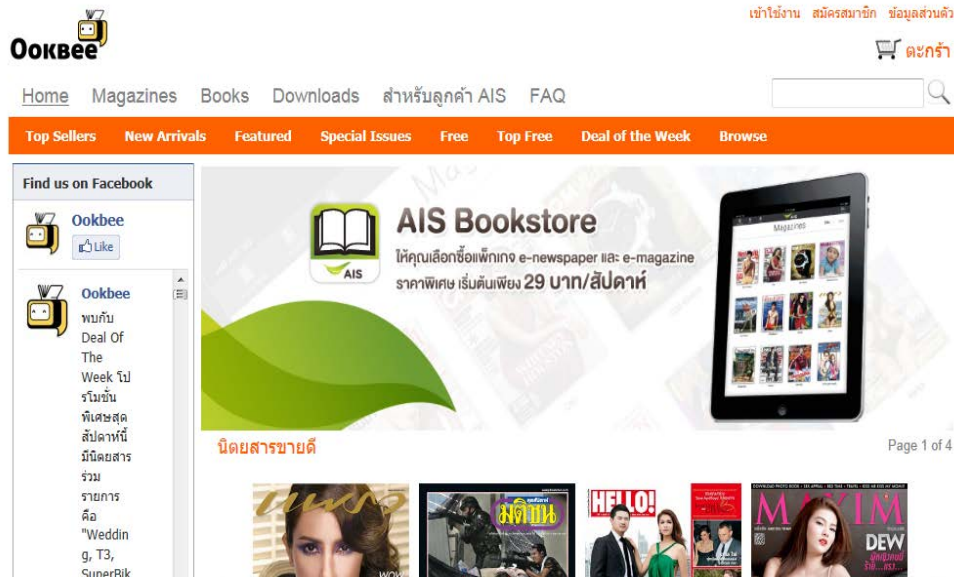 เข้าใช้งาน สมัครสมาชิก ข้อมูลส่วนตัว
OOKBEE
ตะกร้า
Home Magazines Books Downloads สำหรับลูกค้า AIS FAQ
Top Sellers New Arrivals Featured Special Issues Free Top Free Deal of the Week Browse
Find us on Facebook
Ookbee
Like
Ookbee
พบกับ
Deal Of
The
Week โป
รโมชั่น
พิเศษสุด
สัปดาห์นี้
มีนิตยสาร
ร่วม
รายการ
คือ
"Weddin
g, T3,
SuperBik
AIS Bookstore
ให้คุณเลือกซื้อแพ็กเกจ e-newspaper และ e-magazine
ราคาพิเศษ เริ่มต้นเพียง 29 บาท/สัปดาห์
AIS
Magazines
นิตยสารขายดี
Page 1 of 4
แพรว
WOW
มติชน
HELLO!
MAXIM
DEW